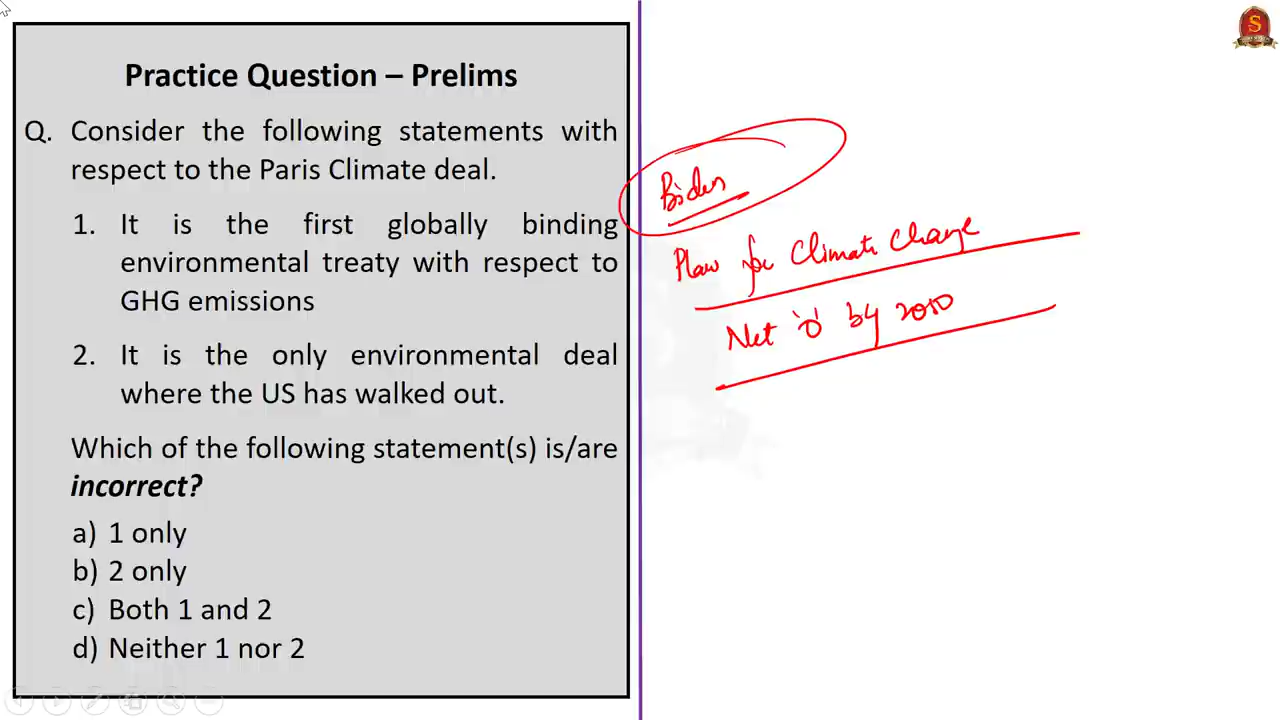 Practice Question – Prelims
Q. Consider the following statements with
respect to the Paris Climate deal.
1. It is the first globally binding
environmental treaty with respect to
GHG emissions
2. It is the only environmental deal
where the US has walked out.
Which of the following statement(s) is/are
incorrect?
a) 1 only
b) 2 only
c) Both 1 and 2
d) Neither 1 nor 2
Biden
Plan for Climate Change
Net '0' by 2050
S